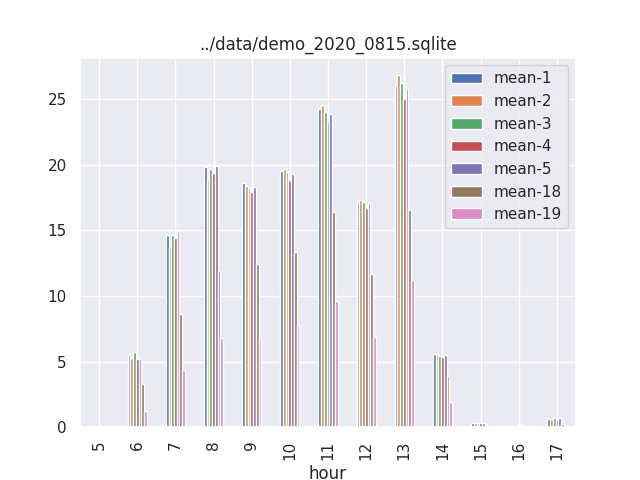 ../data/demo_2020_0815.sqlite
mean-1
mean-2
mean-3
mean-4
mean-5
mean-18
mean-19
25
20
15
10
5
0
5 6 7 8 9 10 11 12 13 14 15 16 17
hour